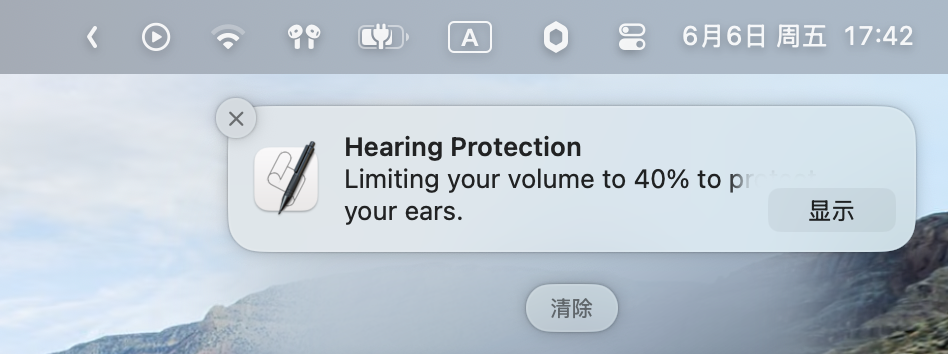 A
6月6日 周五 17:42
Hearing Protection
Limiting your volume to 40% to protect
your ears.
显示
清除